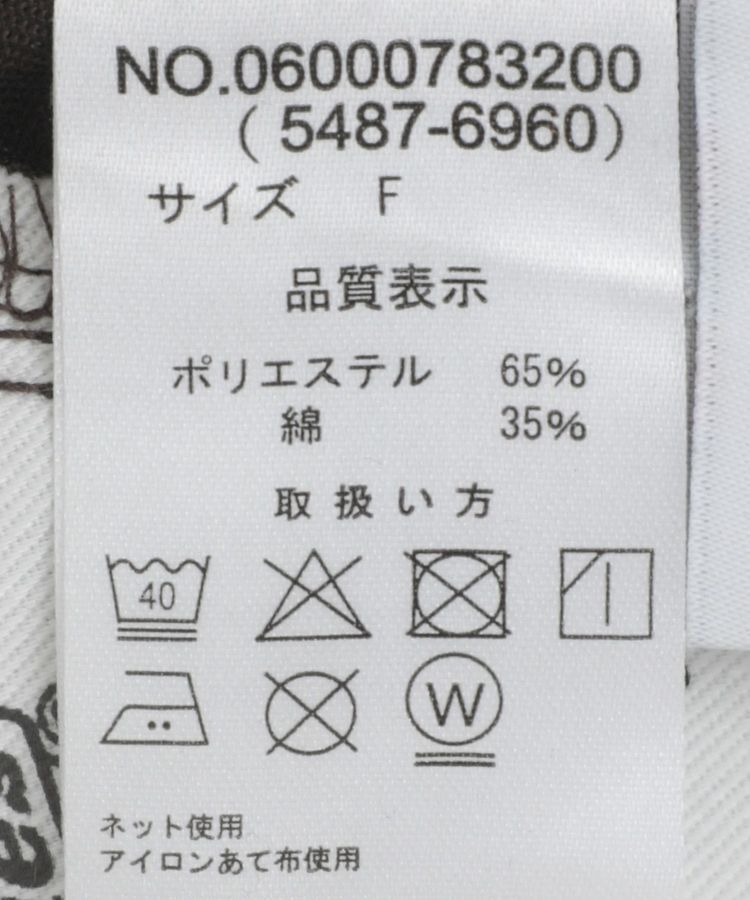 NO.06000783200
( 5487-6960)
サイズ F
品質表示
ポリエステル 65%
綿 35%
取扱い方
40
W
ネット使用
アイロンあて布使用